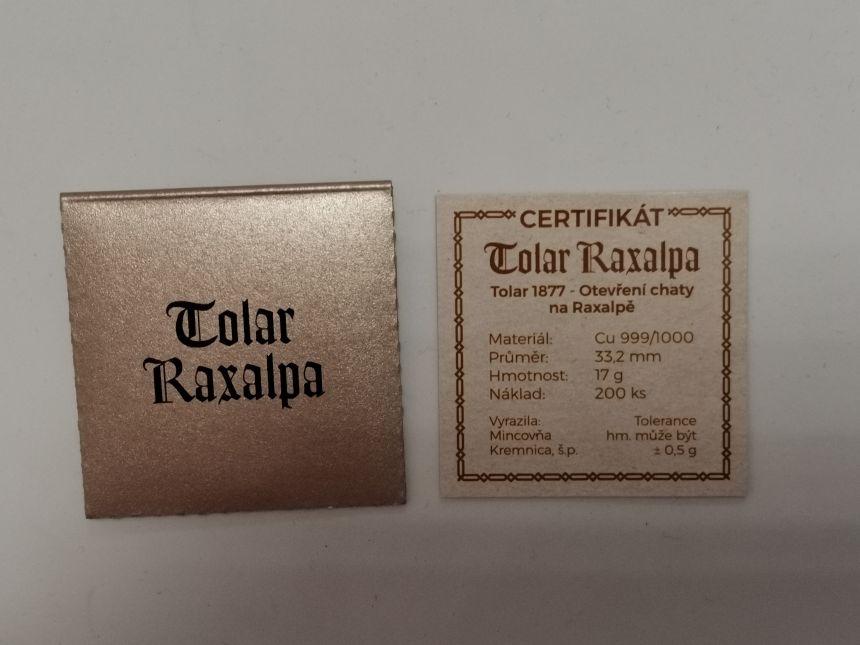 Tolar
Raxalpa
CERTIFIKÁT
Tolar Raxalpa
Tolar 1877 - Otevření chaty
na Raxalpě
Materiál: Cu 999/1000
Průměr: 33,2 mm
Hmotnost: 17 g
Náklad: 200 ks
Vyrazila: Tolerance
Mincovňa hm. může být
Kremnica, š.p. ± 0,5 g